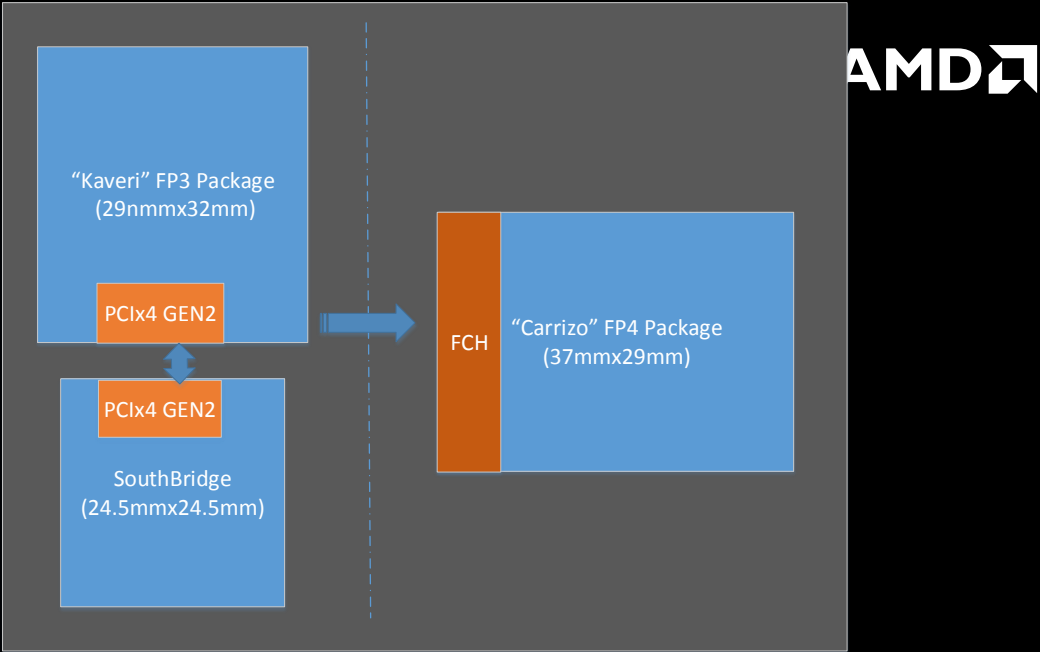 AMD
“Kaveri” FP3 Package
(29nmmx32mm)
PCIx4 GEN2
PCIx4 GEN2
SouthBridge
(24.5mmx24.5mm)
FCH
“Carrizo” FP4 Package
(37mmx29mm)